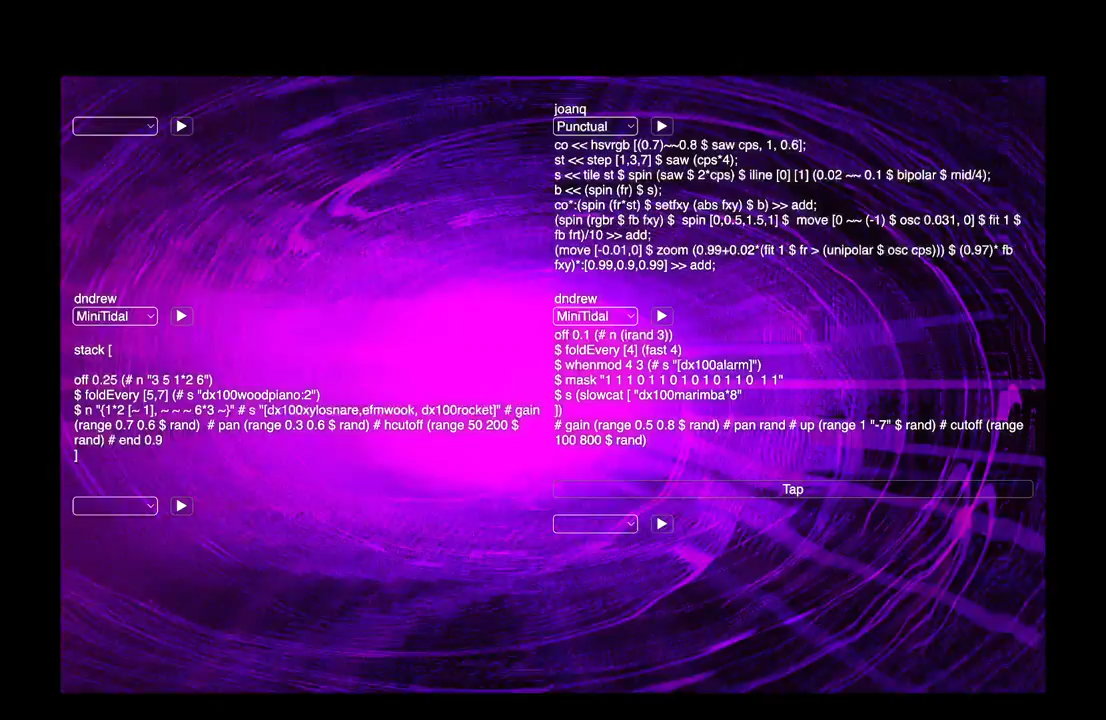 joanq
Punctual
co << hsvrgb [(0.7)~~0.8 $ saw cps, 1, 0.6];
st << step [1,3,7] $ saw (cps*4);
s << tile st $ spin (saw $ 2*cps) $ iline [0] [1] (0.02 ~~ 0.1 $ bipolar $ mid/4);
b << (spin (fr) $ s);
co*:(spin (fr*st) $ setfxy (abs fxy) $ b) >> add;
(spin (rgbr $ fb fxy) $  spin [0,0.5,1.5,1] $  move [0 ~~ (-1) $ osc 0.031, 0] $ fit 1 $
fb frt)/10 >> add;
(move [-0.01,0] $ zoom (0.99+0.02*(fit 1 $ fr > (unipolar $ osc cps))) $ (0.97)* fb
fxy)*:[0.99,0.9,0.99] >> add;
dndrew
MiniTidal
stack [
off 0.25 (# n "3 5 1*2 6")
$ foldEvery [5,7] (# s "dx100woodpiano:2")
$ n "{1*2 [~ 1], ~ ~ ~ 6*3 ~}" # s "[dx100xylosnare,efmwook, dx100rocket]" # gain
(range 0.7 0.6 $ rand)  # pan (range 0.3 0.6 $ rand) # hcutoff (range 50 200 $
rand) # end 0.9
]
dndrew
MiniTidal
off 0.1 (# n (irand 3))
$ foldEvery [4] (fast 4)
$ whenmod 4 3 (# s "[dx100alarm]")
$ mask "1 1 1 0 1 1 0 1 0 1 0 1 1 0  1 1"
$ s (slowcat [ "dx100marimba*8"
])
# gain (range 0.5 0.8 $ rand) # pan rand # up (range 1 "-7" $ rand) # cutoff (range
100 800 $ rand)
Tap